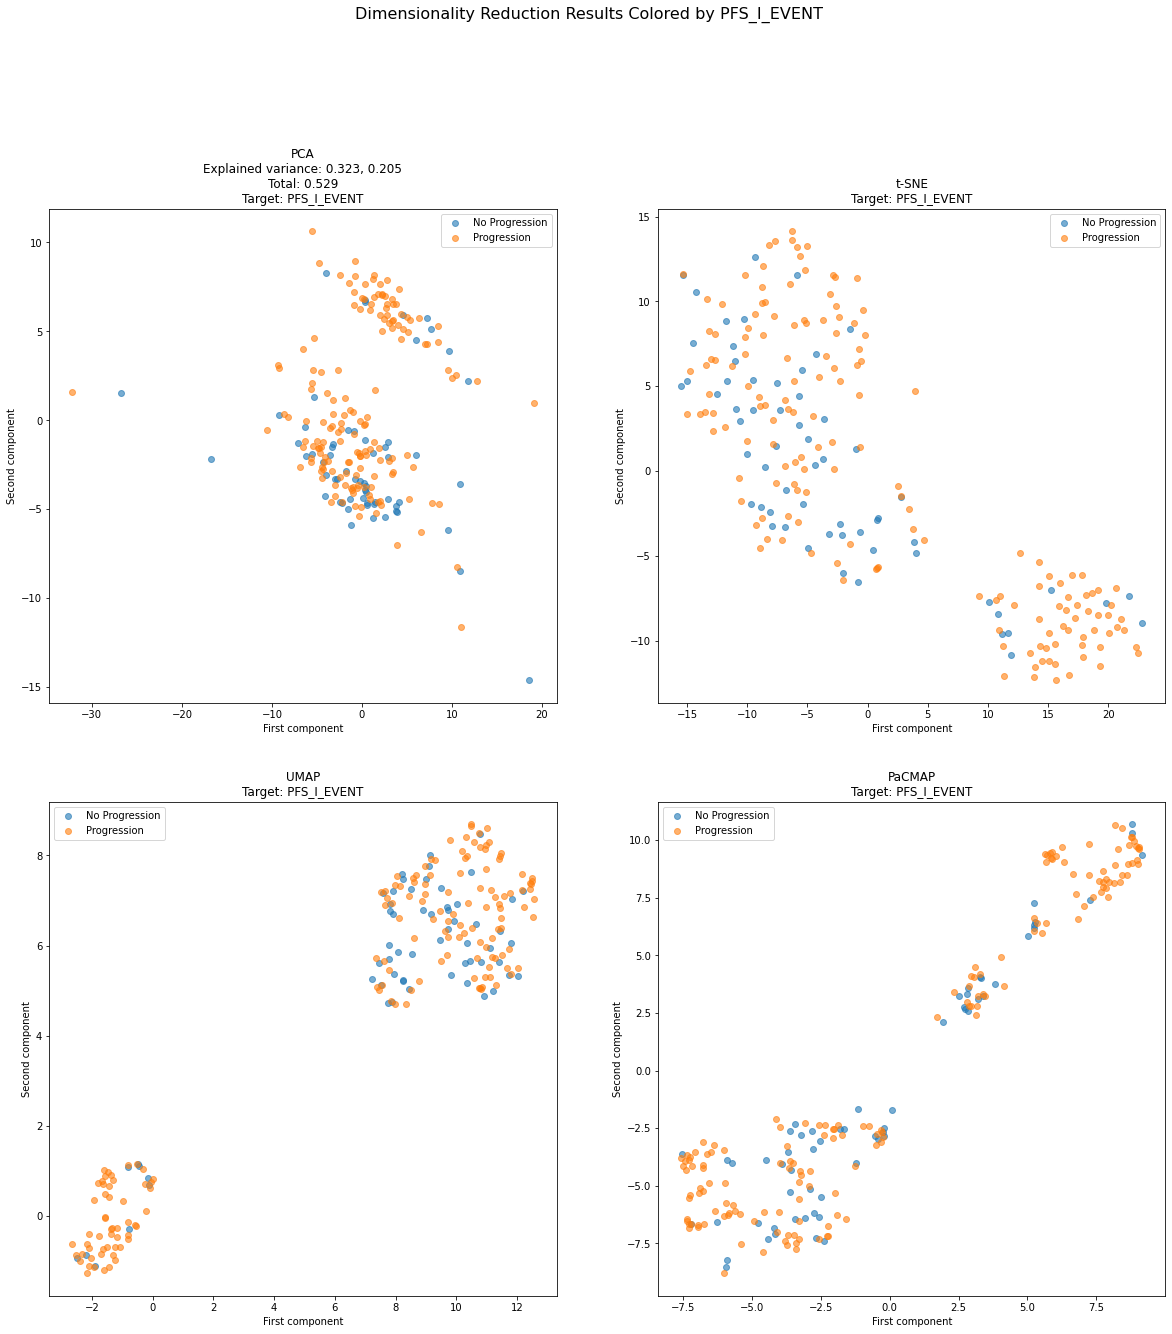 Dimensionality Reduction Results Colored by PFS_I_EVENT
PCA
Explained variance: 0.323, 0.205
Total: 0.529
Target: PFS_I_EVENT
No Progression
Progression
10
5
0
−5
−10
−15
Second component
−30
−20
−10
0
10
20
First component
t-SNE
Target: PFS_I_EVENT
No Progression
Progression
15
10
5
0
−5
−10
Second component
−15
−10
−5
0
5
10
15
20
First component
UMAP
Target: PFS_I_EVENT
No Progression
Progression
8
6
4
2
0
Second component
−2
0
2
4
6
8
10
12
First component
PaCMAP
Target: PFS_I_EVENT
No Progression
Progression
10.0
7.5
5.0
2.5
0.0
−2.5
−5.0
−7.5
Second component
−7.5
−5.0
−2.5
0.0
2.5
5.0
7.5
First component